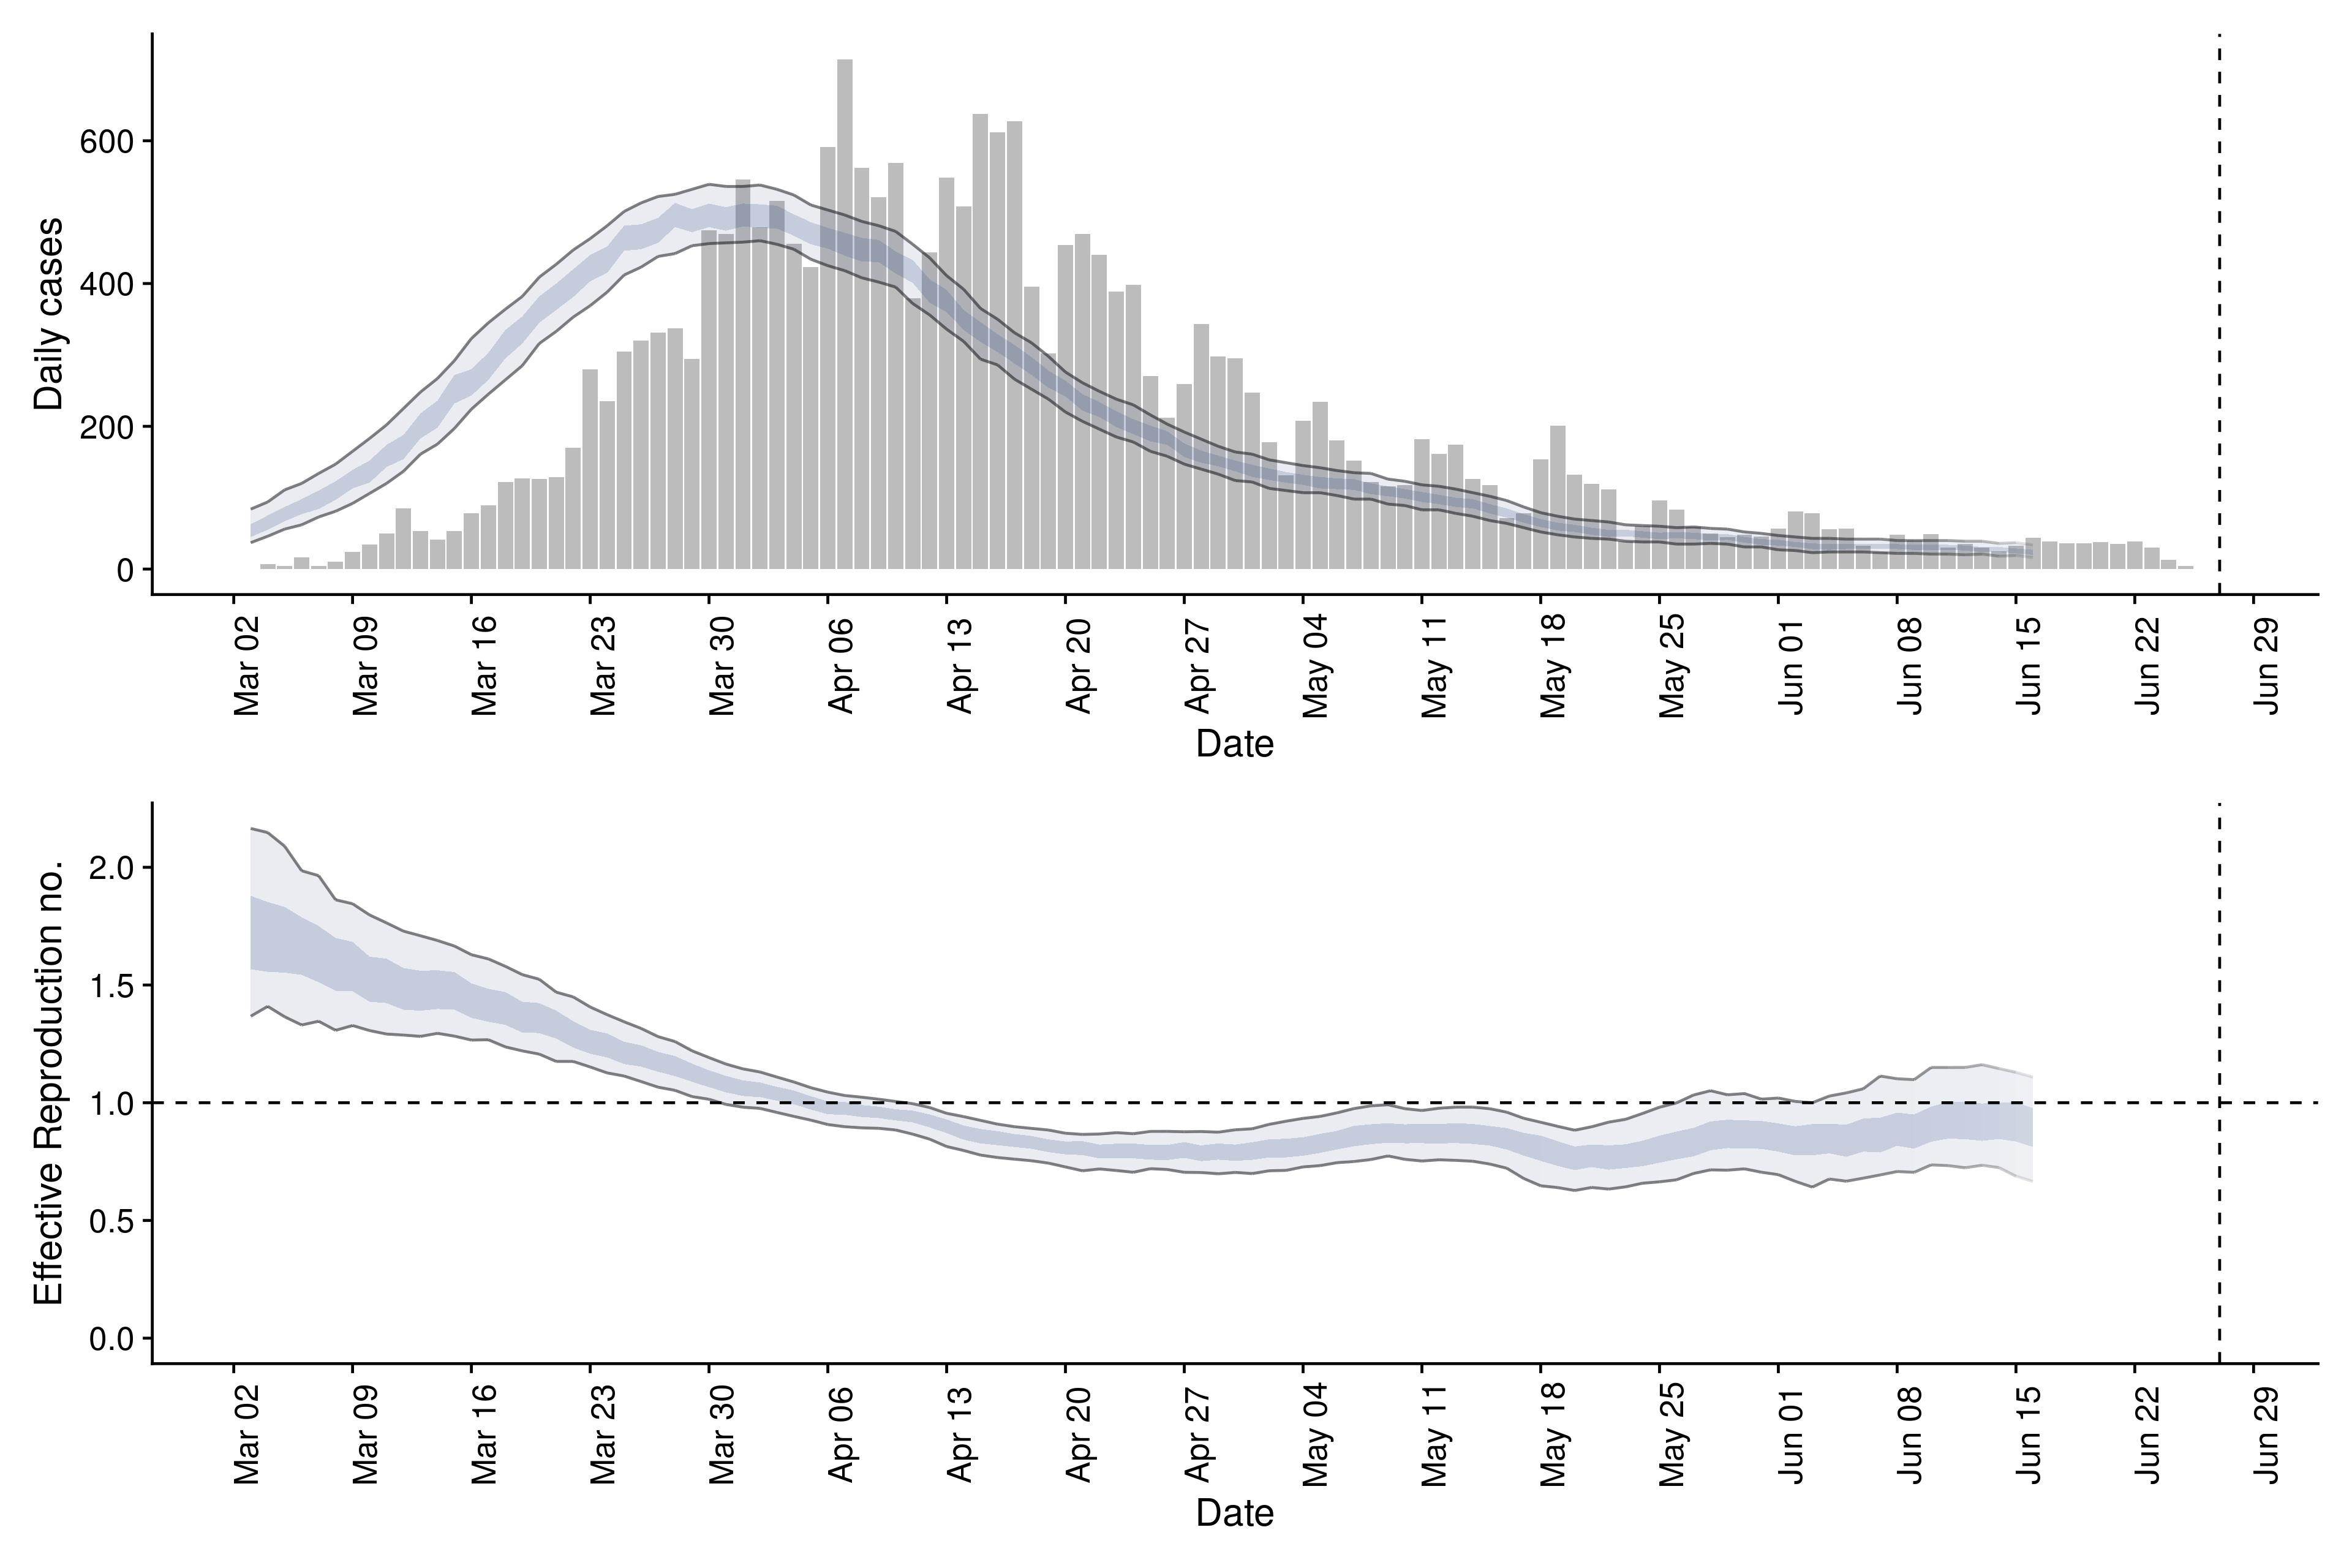 Daily cases
600
400
200
0
Mar 02
Mar 09
Mar 16
Mar 23
Mar 30
Apr 06
Apr 13
Apr 20
Apr 27
May 04
May 11
May 18
May 25
Jun 01
Jun 08
Jun 15
Jun 22
Jun 29
Date
Effective Reproduction no.
2.0
1.5
1.0
0.5
0.0
Mar 02
Mar 09
Mar 16
Mar 23
Mar 30
Apr 06
Apr 13
Apr 20
Apr 27
May 04
May 11
May 18
May 25
Jun 01
Jun 08
Jun 15
Jun 22
Jun 29
Date